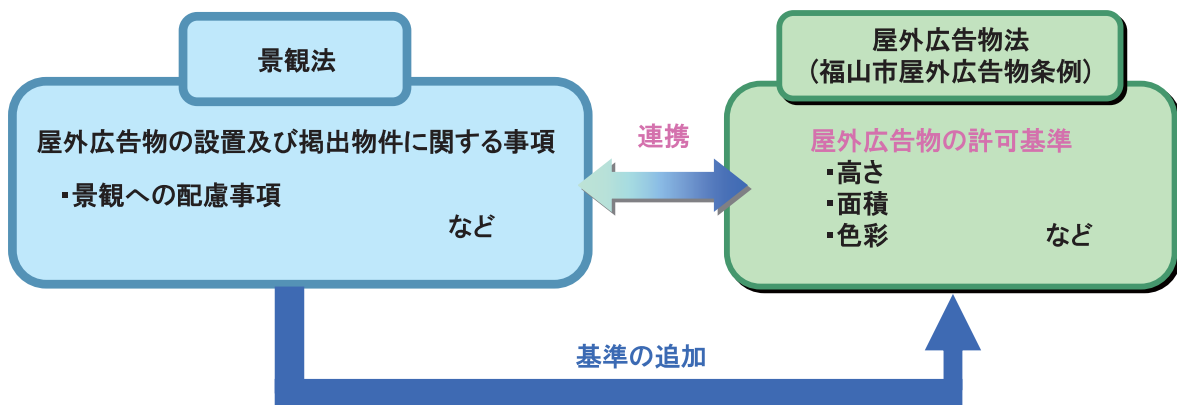 景観法
屋外広告物の設置及び掲出物件に関する事項
・景観への配慮事項
など
連携
屋外広告物法
（福山市屋外広告物条例）
屋外広告物の許可基準
・高さ
・面積
・色彩
など
基準の追加